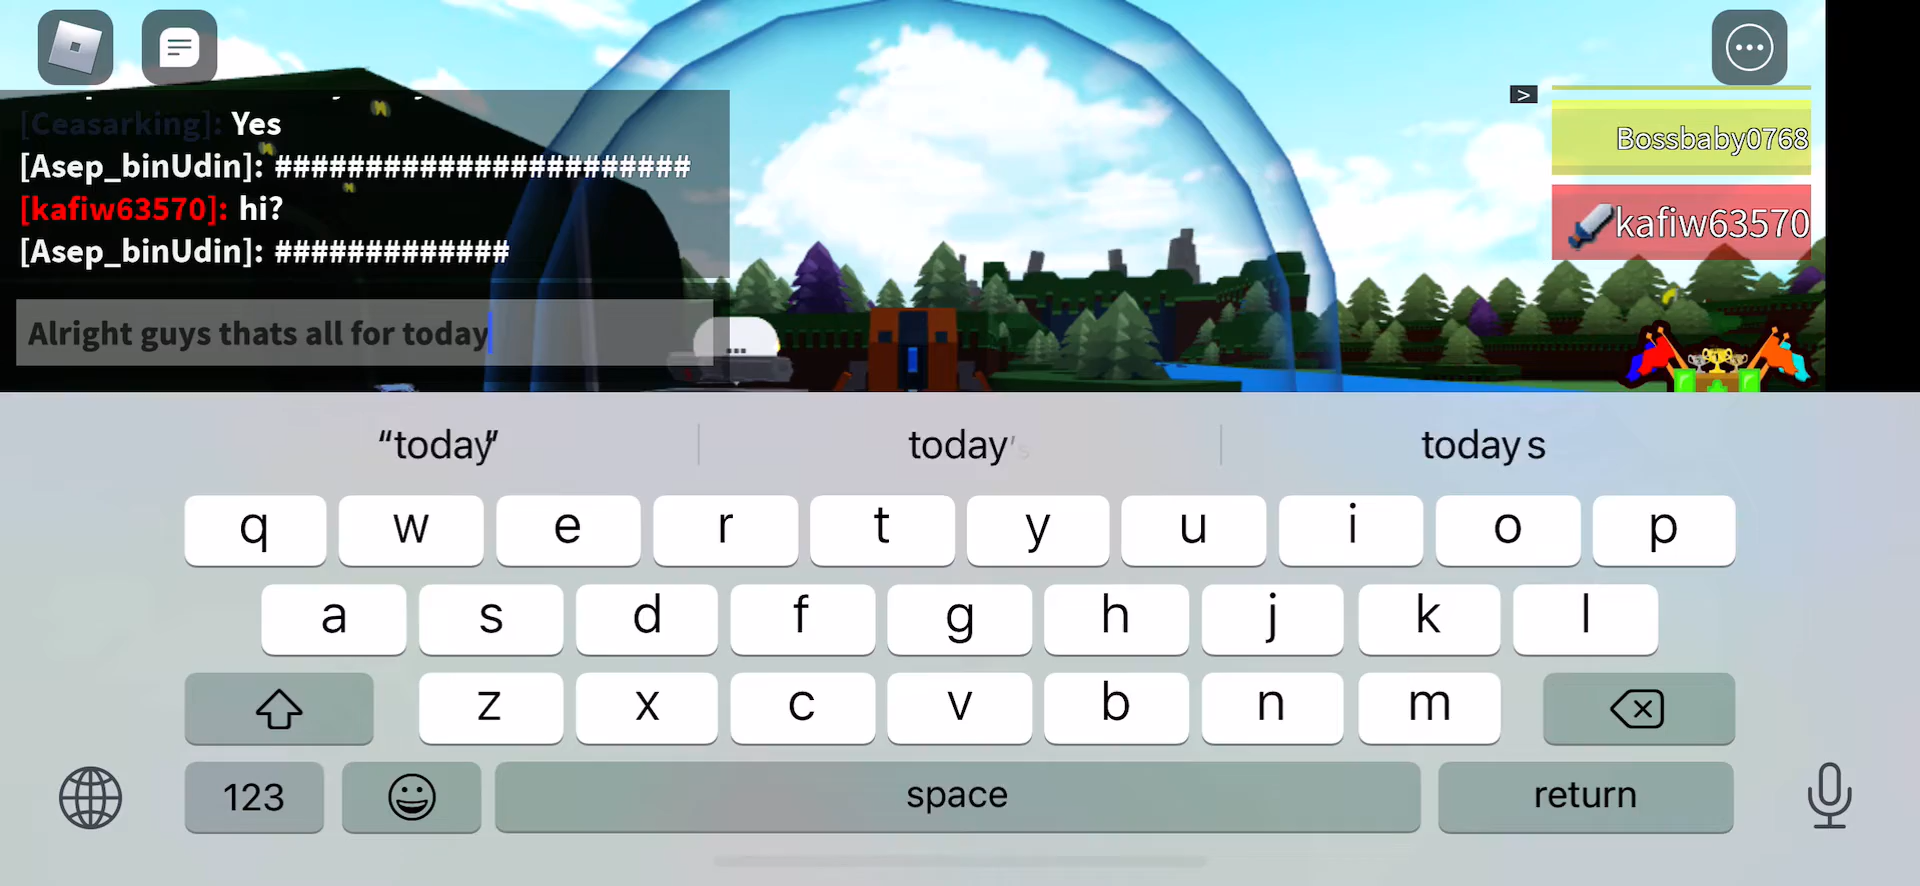 [Ceasarking]: Yes
[Asep_binUdin]: #######################
[kafiw63570]: hi?
[Asep_binUdin]: #############
Alright guys thats all for today
>
Bossbaby0768
kafiw63570
"today"
today's
todays
q w e r t y u i o p
a s d f g h j k l
z x c v b n m
123
space
return